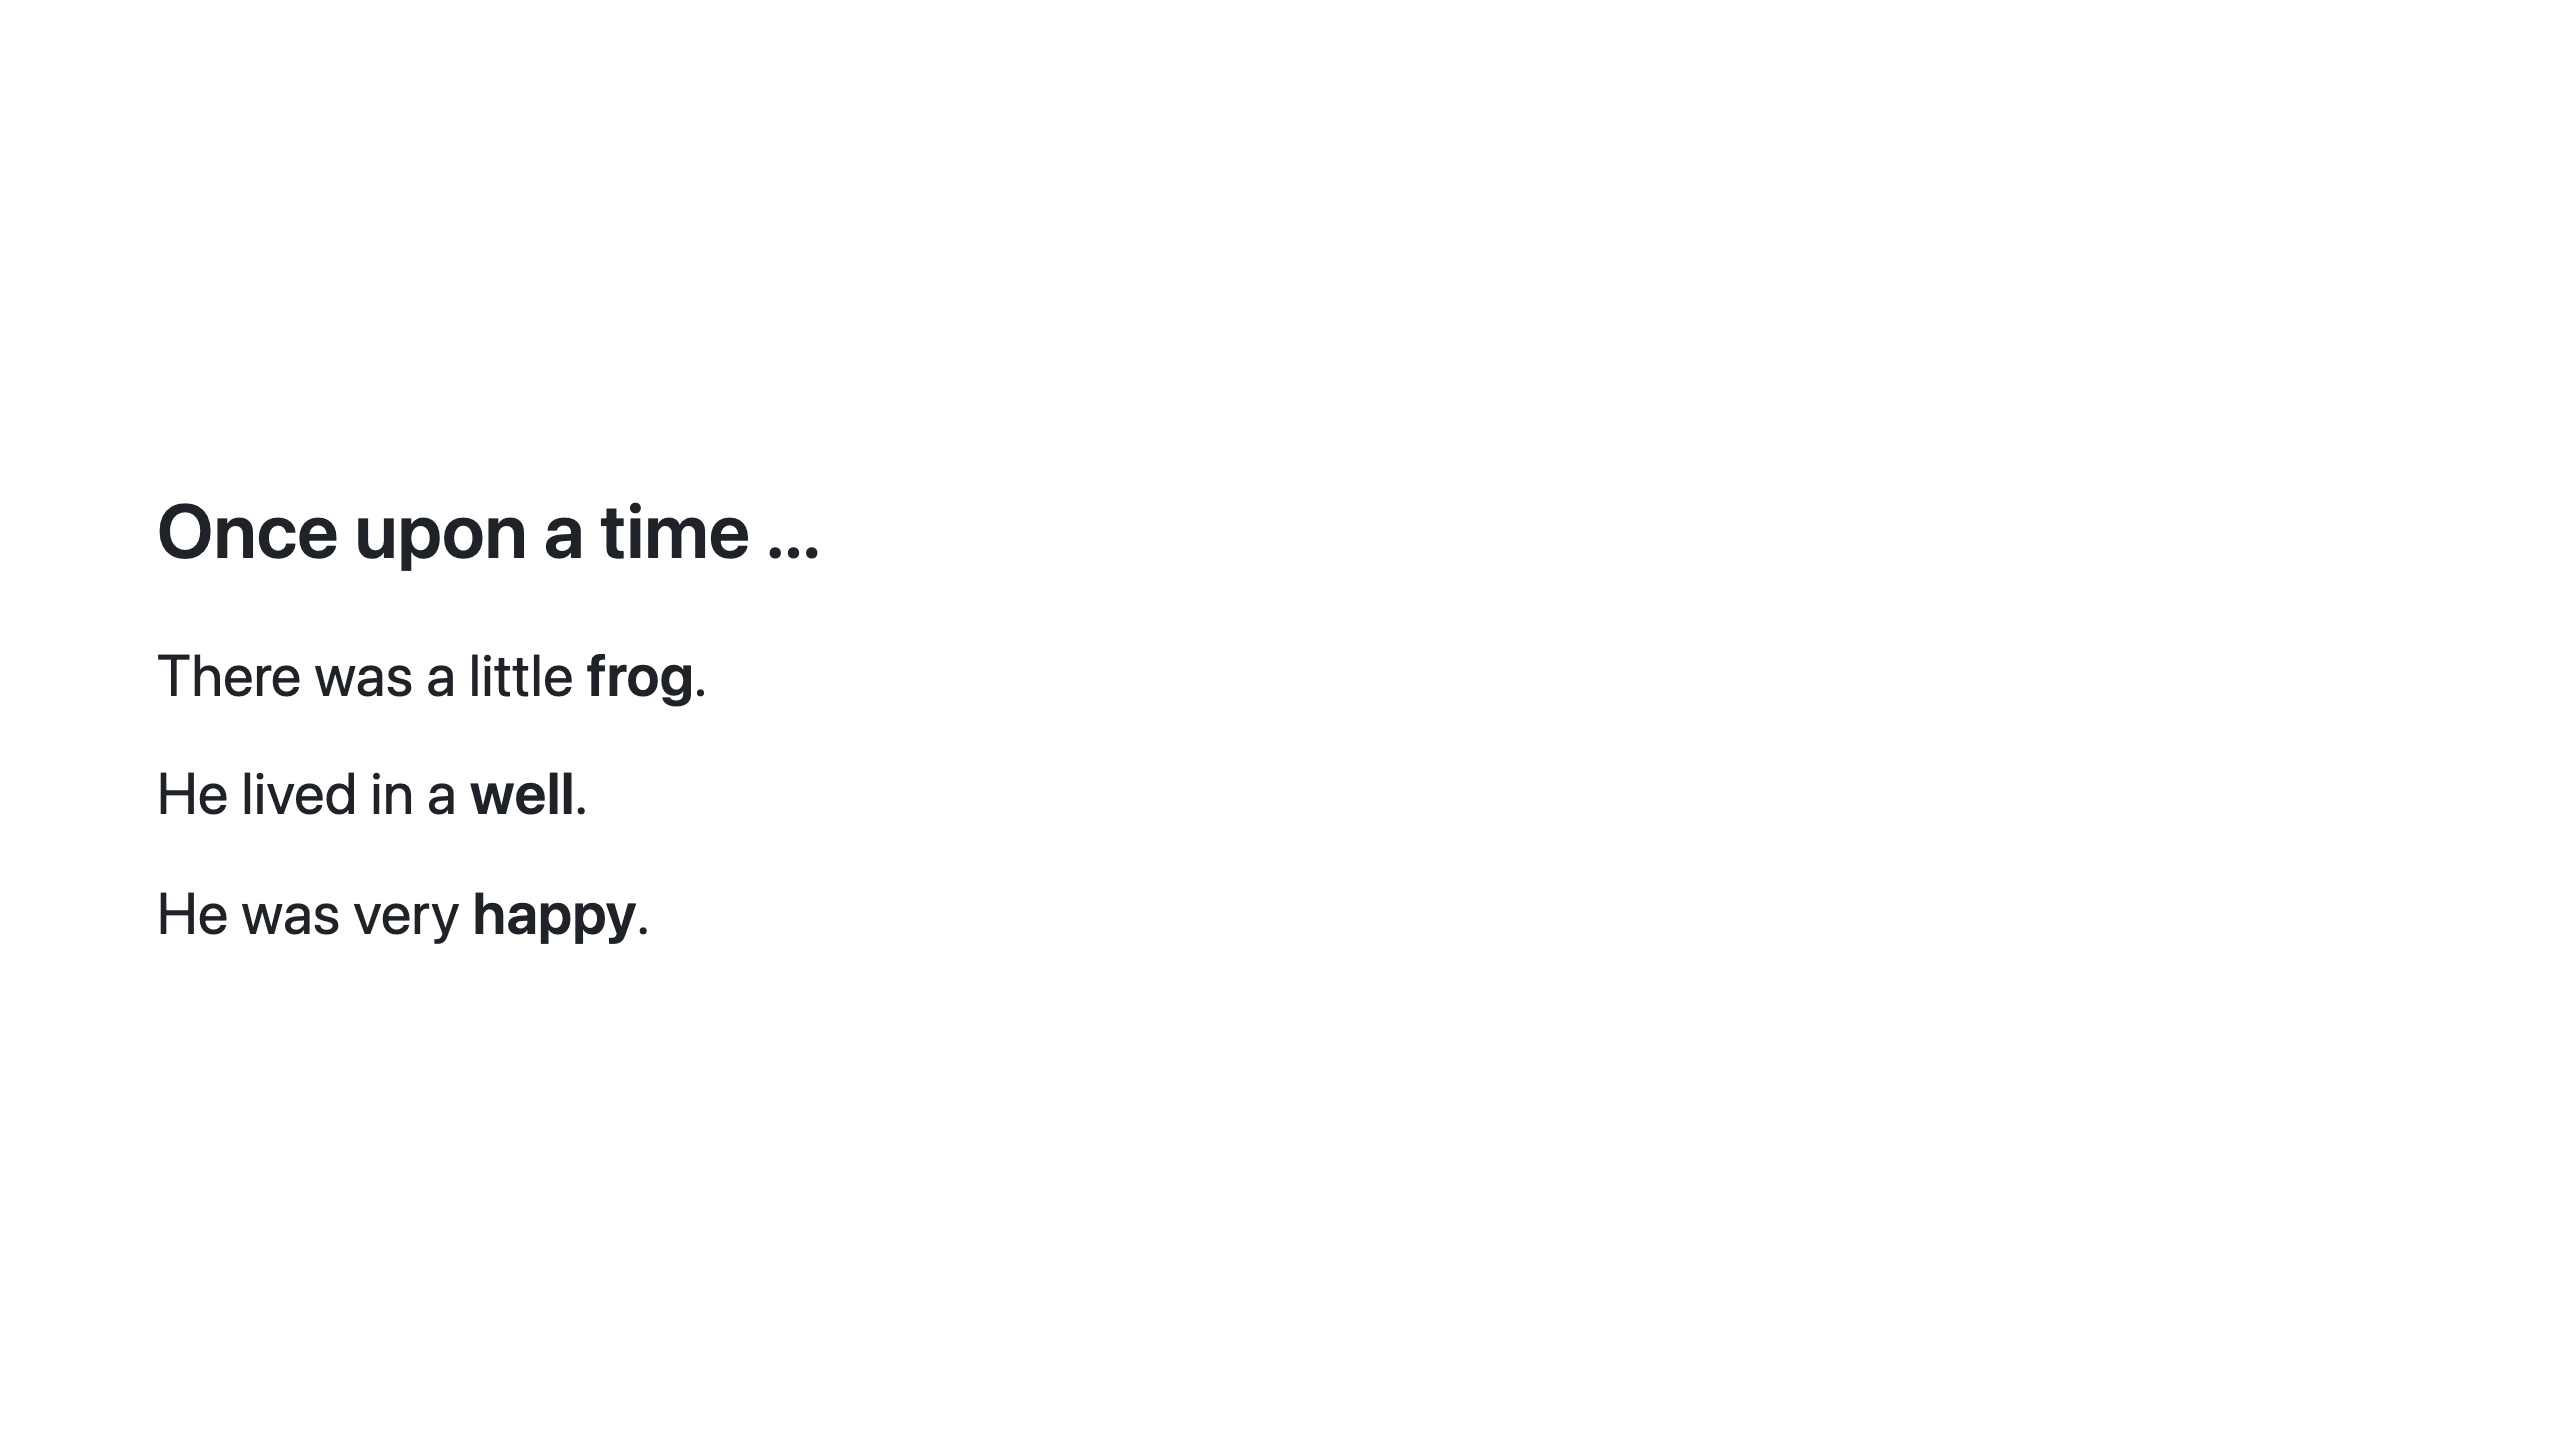 Once upon a time ...
There was a little frog.
He lived in a well.
He was very happy.